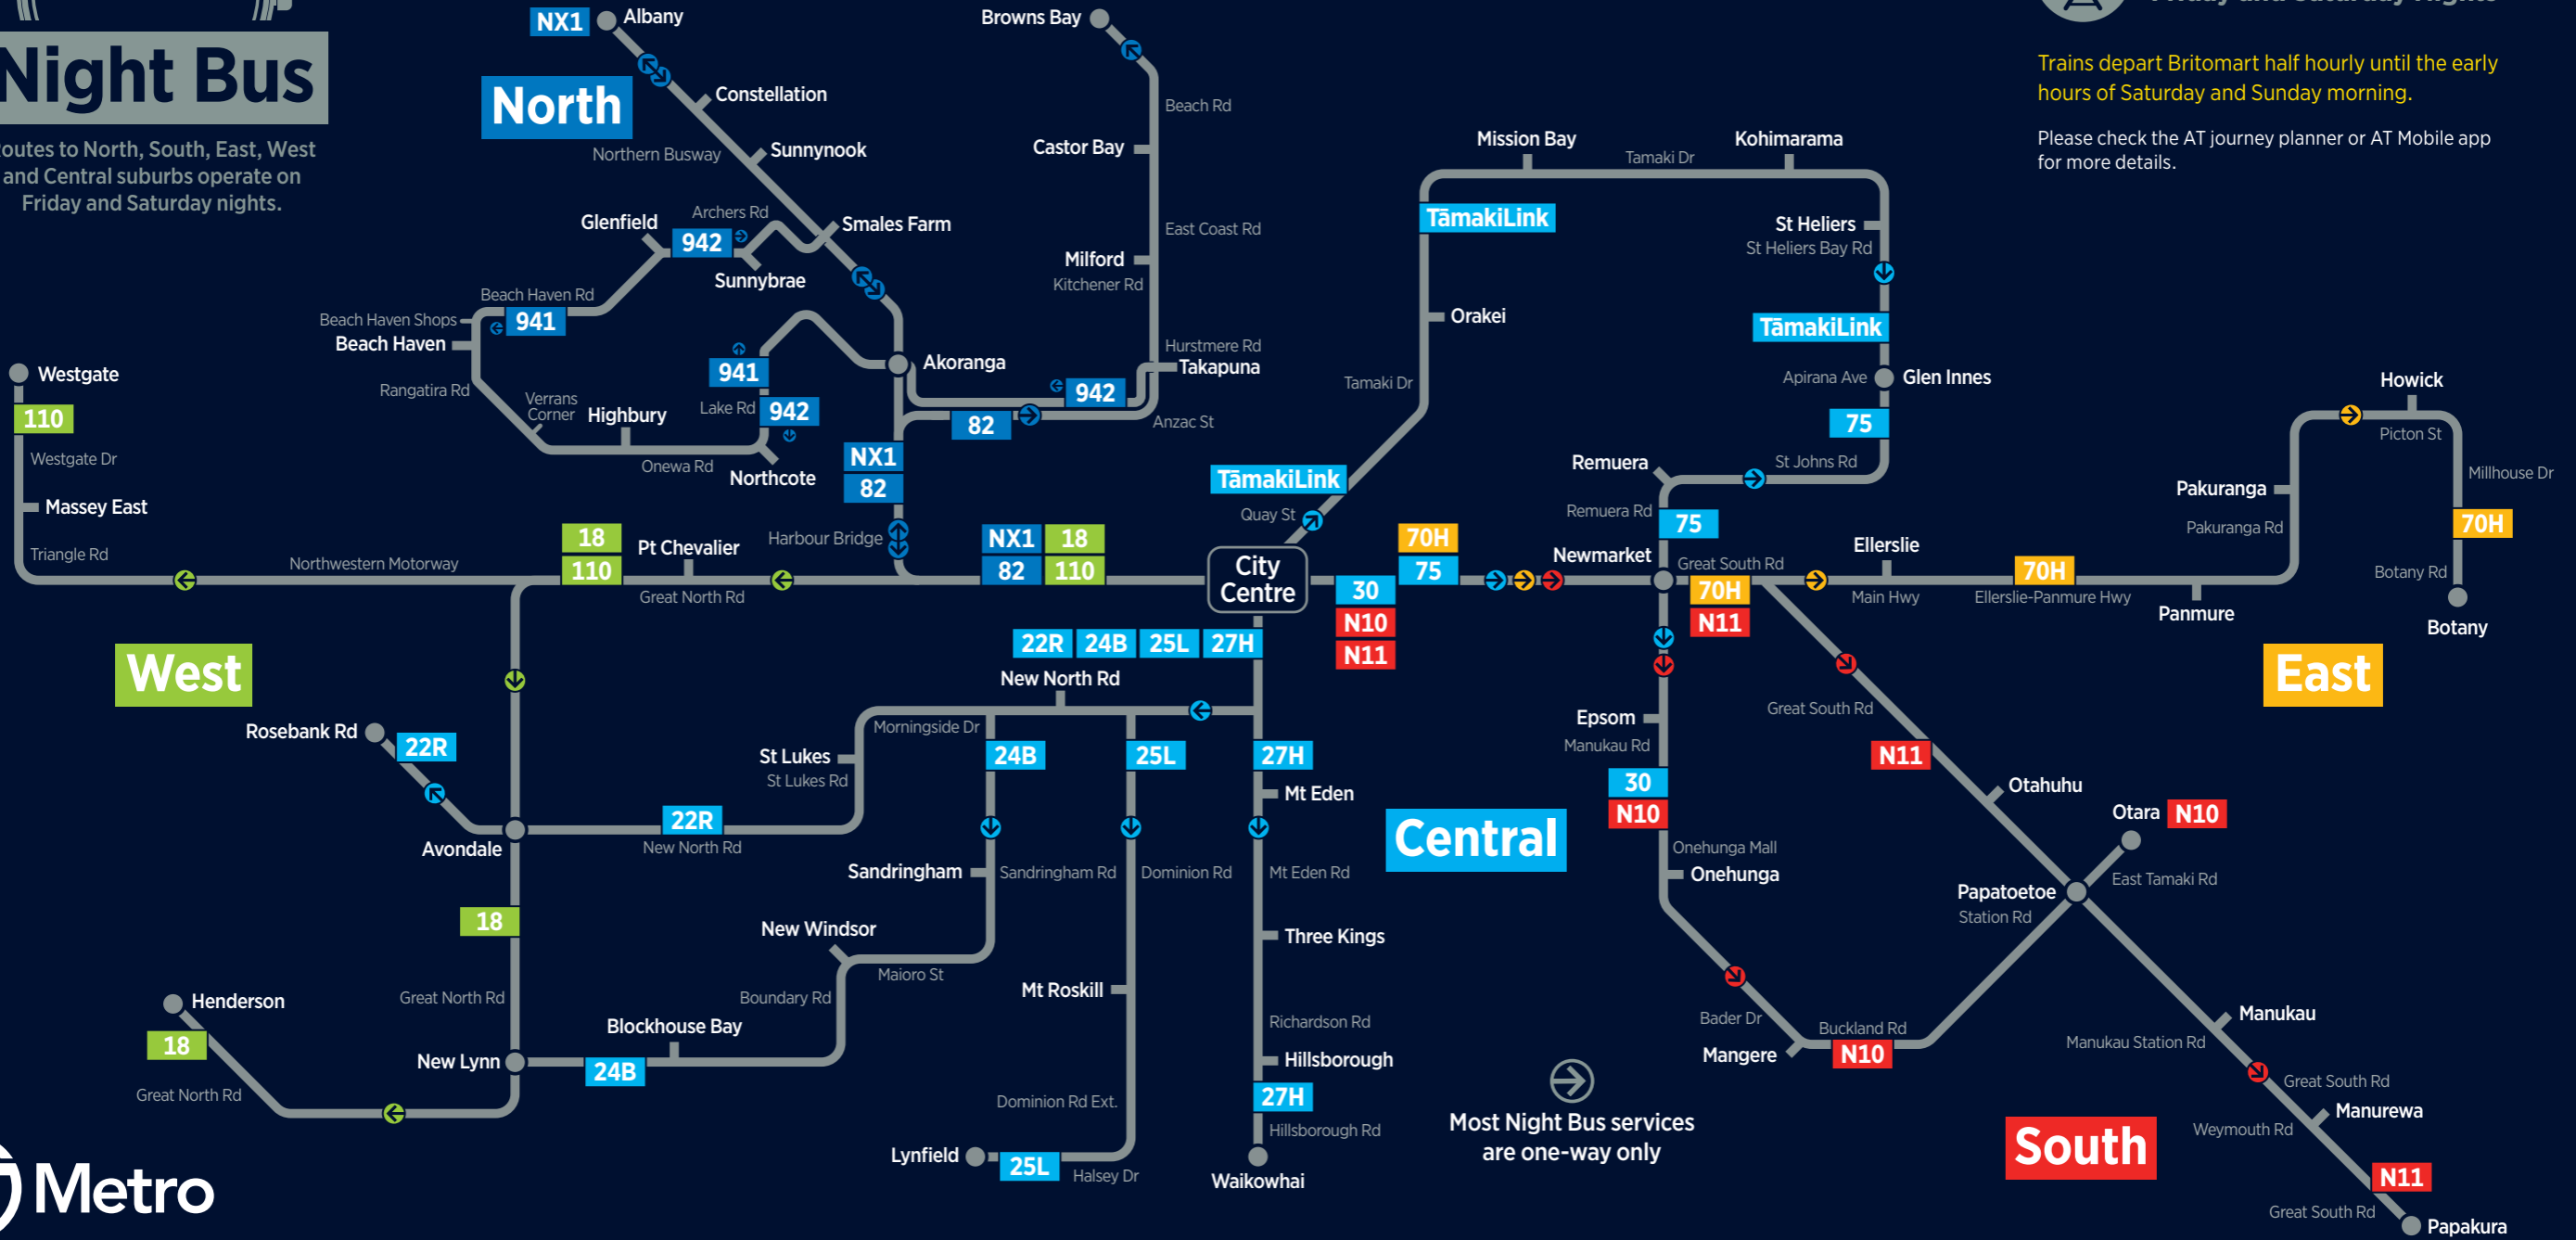 Night Bus
outes to North, South, East, West
and Central suburbs operate on
Friday and Saturday nights.
Trains depart Britomart half hourly until the early
hours of Saturday and Sunday morning.
Please check the AT journey planner or AT Mobile app
for more details.
NX1
Albany
North
Constellation
Northern Busway
Sunnynook
Smales Farm
Archers Rd
Glenfield
942
Sunnybrae
Beach Haven Rd
Beach Haven Shops
941
Beach Haven
Rangatira Rd
Verrans
Corner
Highbury
Onewa Rd
Lake Rd
941
942
Northcote
Akoranga
NX1
82
Harbour Bridge
Browns Bay
Beach Rd
Castor Bay
East Coast Rd
Milford
Kitchener Rd
Hurstmere Rd
Takapuna
942
82
Anzac St
Mission Bay
Tamaki Dr
Kohimarama
TāmakiLink
St Heliers
St Heliers Bay Rd
Orakei
TāmakiLink
Tamaki Dr
Apirana Ave
Glen Innes
75
TāmakiLink
Quay St
Remuera
St Johns Rd
Remuera Rd
75
Howick
Picton St
Millhouse Dr
Pakuranga
Pakuranga Rd
70H
Botany Rd
Botany
Westgate
110
Westgate Dr
Massey East
Triangle Rd
Northwestern Motorway
18
110
Pt Chevalier
Great North Rd
NX1
18
82
110
City
Centre
70H
75
30
N10
N11
Newmarket
Great South Rd
70H
N11
Ellerslie
Main Hwy
70H
Ellerslie-Panmure Hwy
Panmure
West
East
22R
24B
25L
27H
New North Rd
Morningside Dr
Rosebank Rd
22R
St Lukes
St Lukes Rd
22R
New North Rd
Avondale
24B
25L
27H
Mt Eden
Central
Sandringham
Sandringham Rd
Dominion Rd
Mt Eden Rd
18
New Windsor
Maioro St
Three Kings
Great North Rd
Boundary Rd
Mt Roskill
Richardson Rd
Henderson
18
Great North Rd
New Lynn
Blockhouse Bay
24B
Hillsborough
27H
Hillsborough Rd
Dominion Rd Ext.
Lynfield
25L
Halsey Dr
Waikowhai
Epsom
Manukau Rd
30
N10
Great South Rd
N11
Otahuhu
Otara
N10
Onehunga Mall
Onehunga
Papatoetoe
Station Rd
East Tamaki Rd
Bader Dr
Mangere
Buckland Rd
N10
Manukau
Manukau Station Rd
Great South Rd
Manurewa
Weymouth Rd
South
N11
Great South Rd
Papakura
Most Night Bus services
are one-way only
Metro